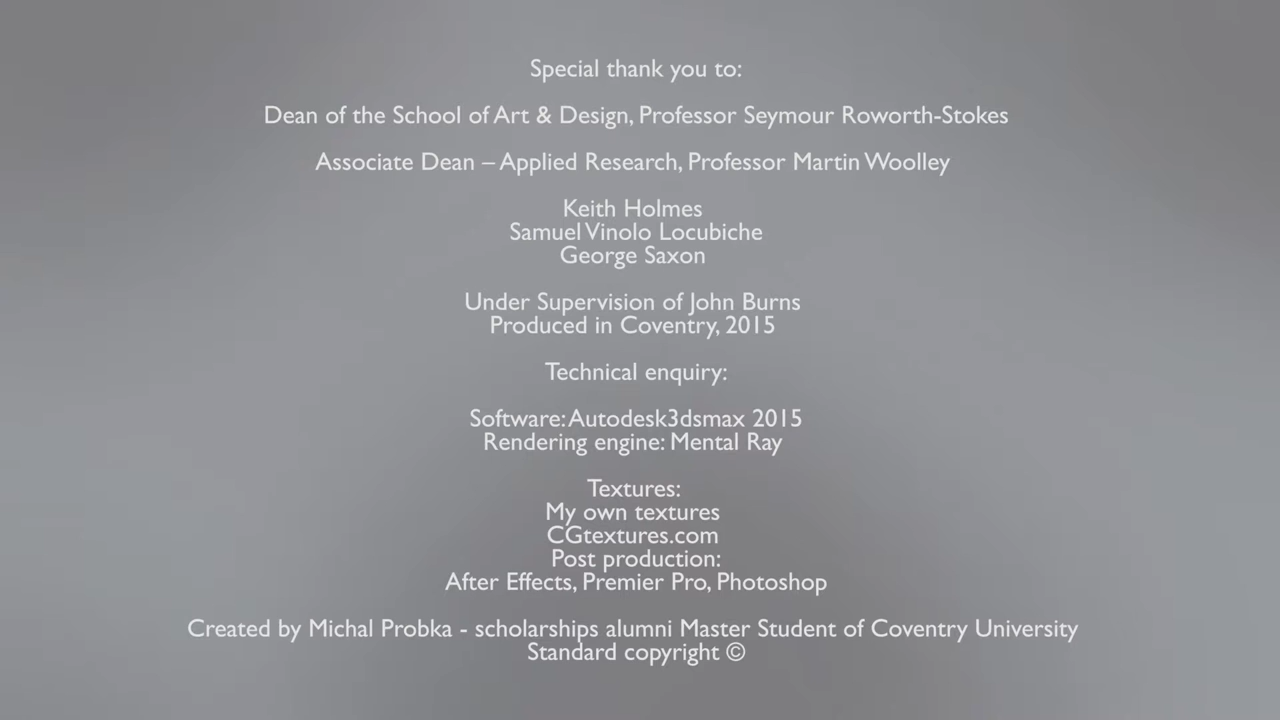 Special thank you to:
Dean of the School of Art & Design, Professor Seymour Roworth-Stokes
Associate Dean – Applied Research, Professor Martin Woolley
Keith Holmes
Samuel Vinolo Locubiche
George Saxon
Under Supervision of John Burns
Produced in Coventry, 2015
Technical enquiry:
Software: Autodesk3dsmax 2015
Rendering engine: Mental Ray
Textures:
My own textures
CGtextures.com
Post production:
After Effects, Premier Pro, Photoshop
Created by Michal Probka - scholarships alumni Master Student of Coventry University
Standard copyright ©